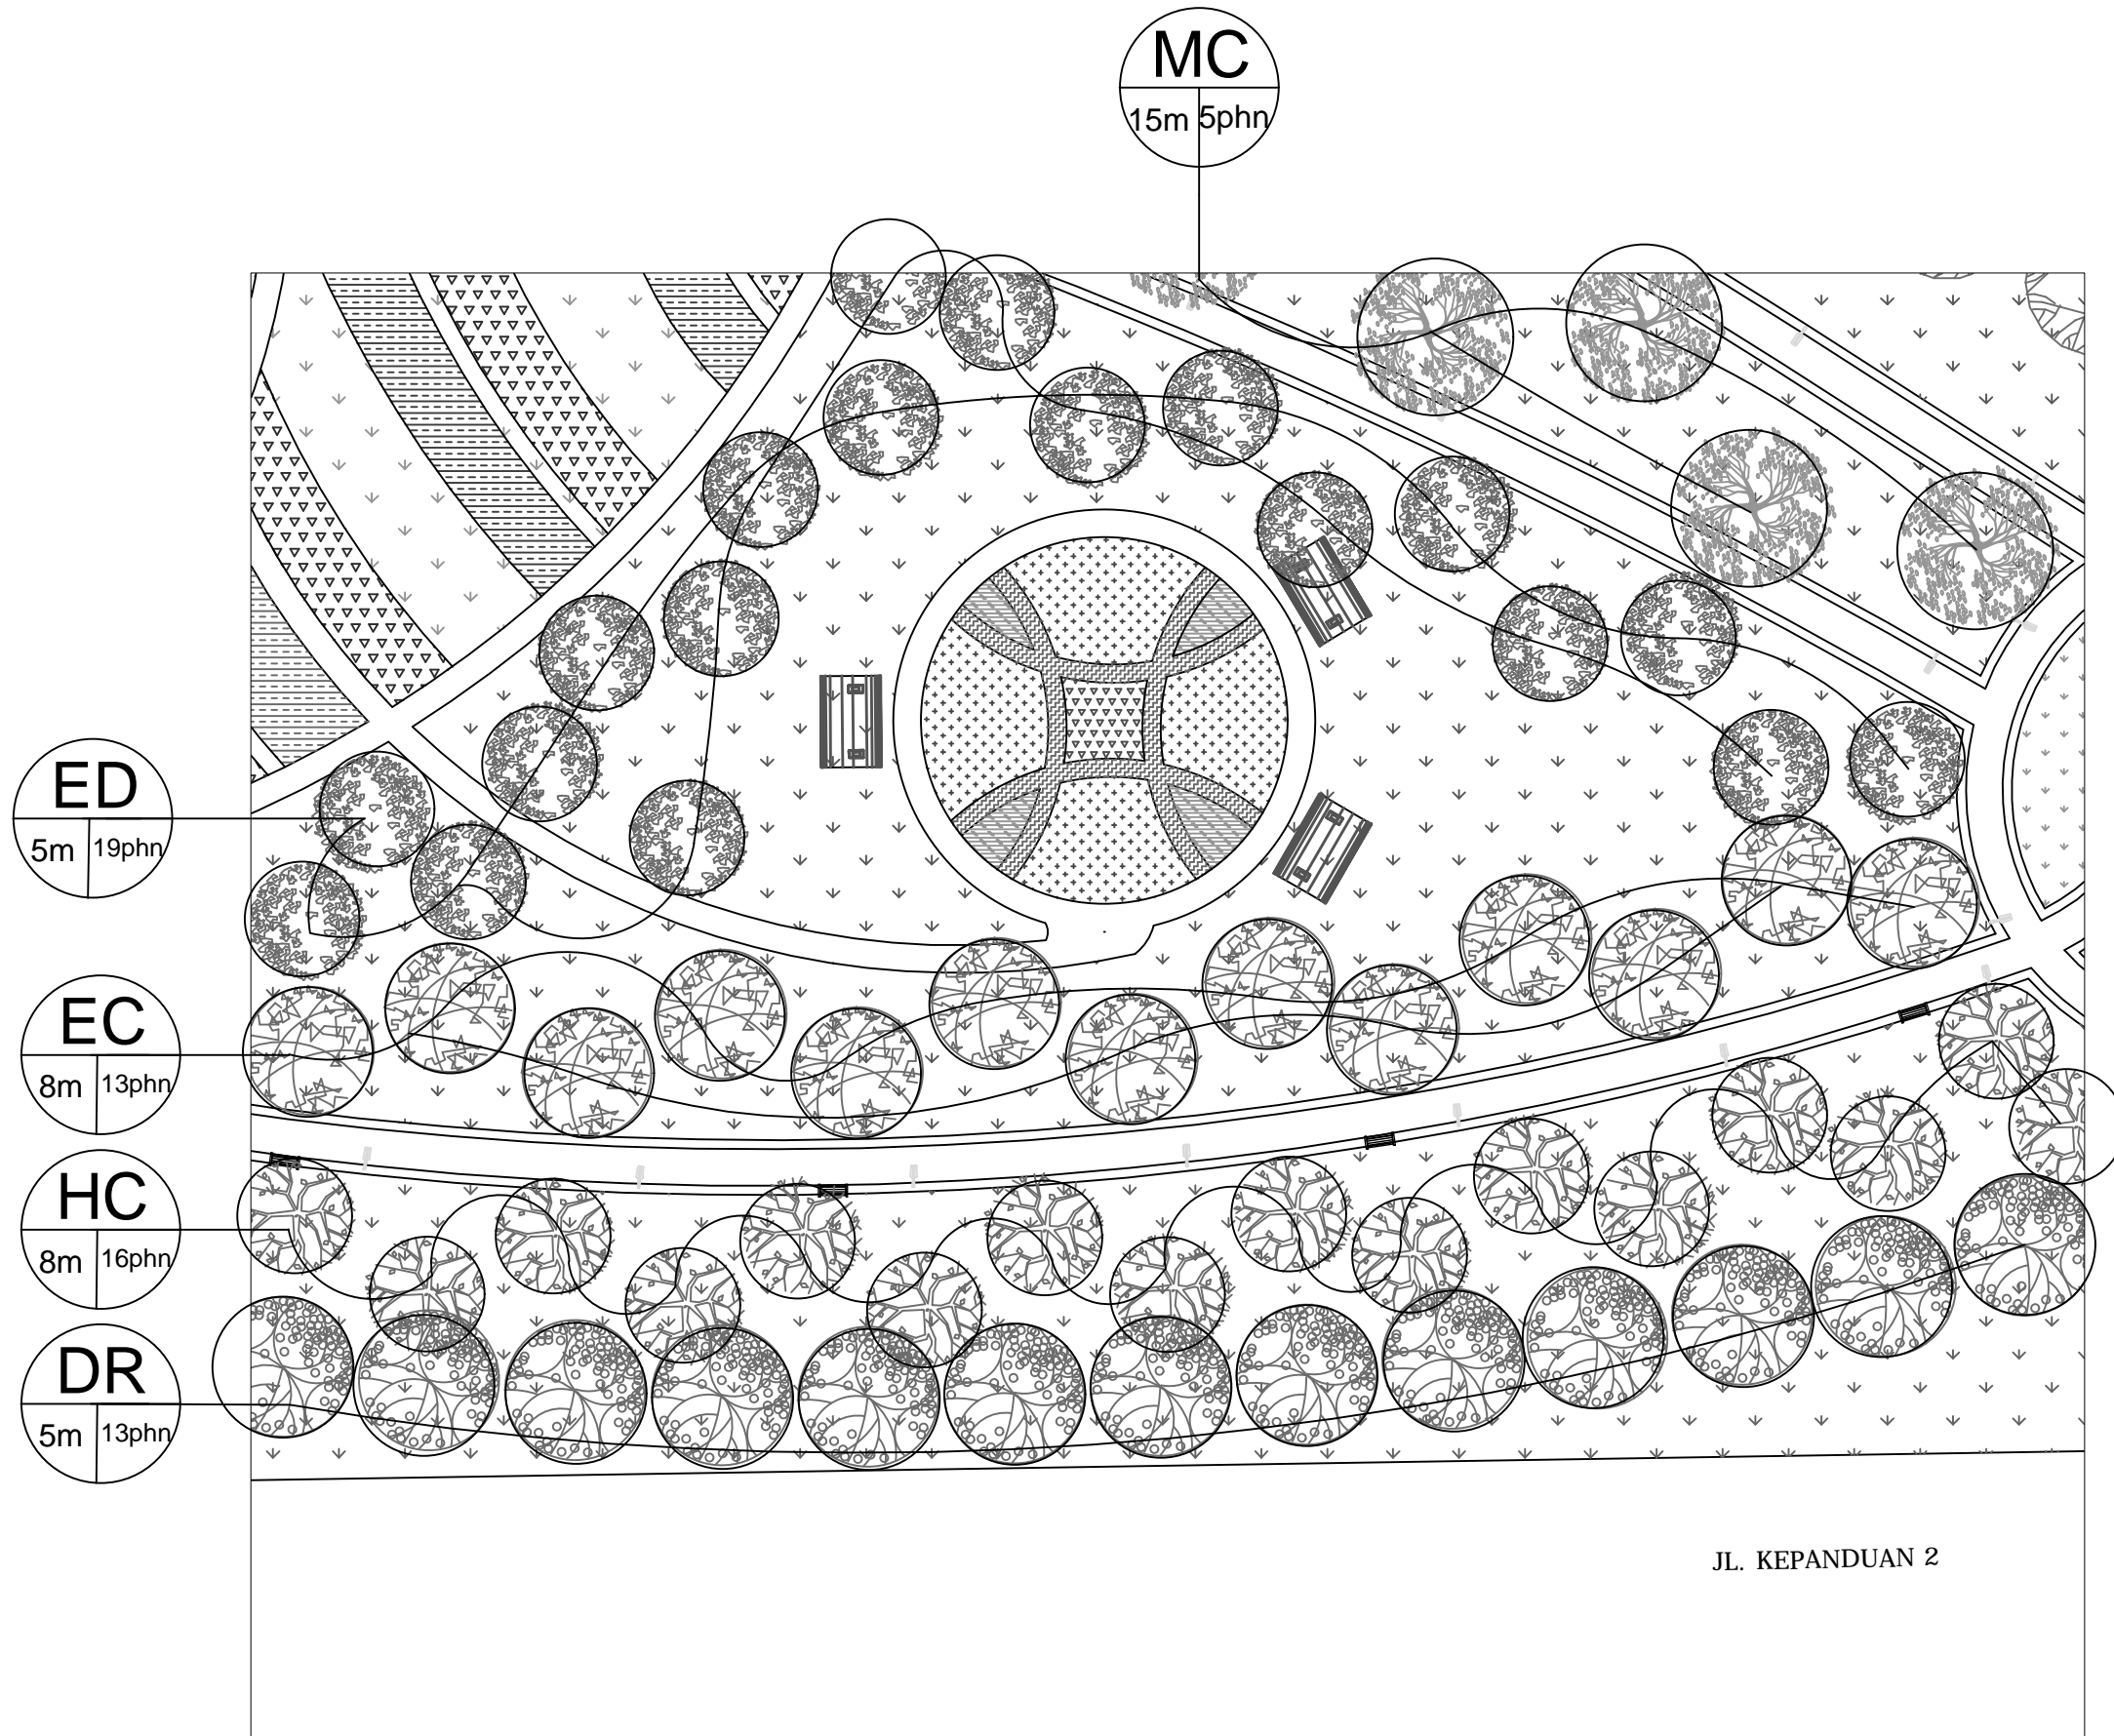 MC
15m 5phn
ED
5m 19phn
EC
8m 13phn
HC
8m 16phn
DR
5m 13phn
JL. KEPANDUAN 2